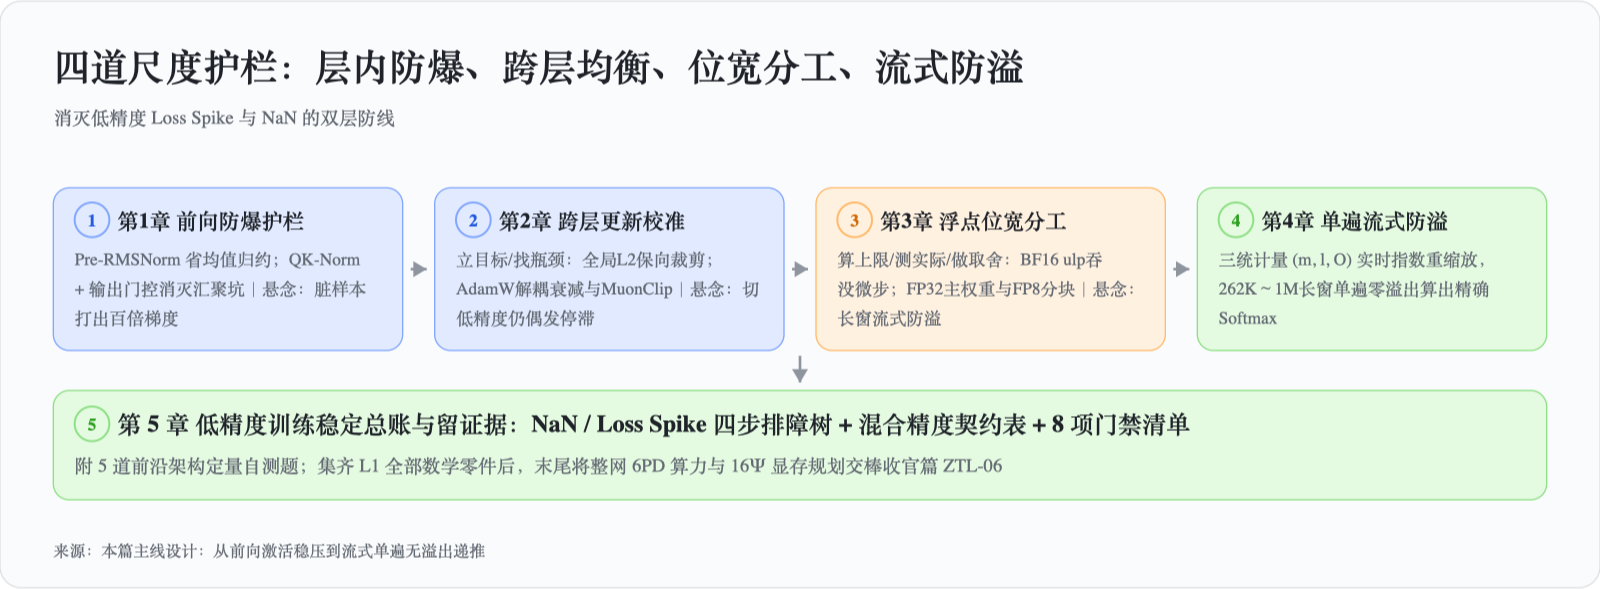 四道尺度护栏：层内防爆、跨层均衡、位宽分工、流式防溢
消灭低精度 Loss Spike 与 NaN 的双层防线
1 第1章 前向防爆护栏
Pre-RMSNorm 省均值归约；QK-Norm
+ 输出门控消灭汇聚坑｜悬念：脏样本
打出百倍梯度
2 第2章 跨层更新校准
立目标/找瓶颈：全局L2保向裁剪；
AdamW解耦衰减与MuonClip｜悬念：切
低精度仍偶发停滞
3 第3章 浮点位宽分工
算上限/测实际/做取舍：BF16 ulp吞
没微步；FP32主权重与FP8分块｜悬念：
长窗流式防溢
4 第4章 单遍流式防溢
三统计量 (m, l, O) 实时指数重缩放，
262K ~ 1M长窗单遍零溢出算出精确
Softmax
5 第 5 章 低精度训练稳定总账与留证据：NaN / Loss Spike 四步排障树 + 混合精度契约表 + 8 项门禁清单
附 5 道前沿架构定量自测题；集齐 L1 全部数学零件后，末尾将整网 6PD 算力与 16Ψ 显存规划交棒收官篇 ZTL-06
来源：本篇主线设计：从前向激活稳压到流式单遍无溢出递推